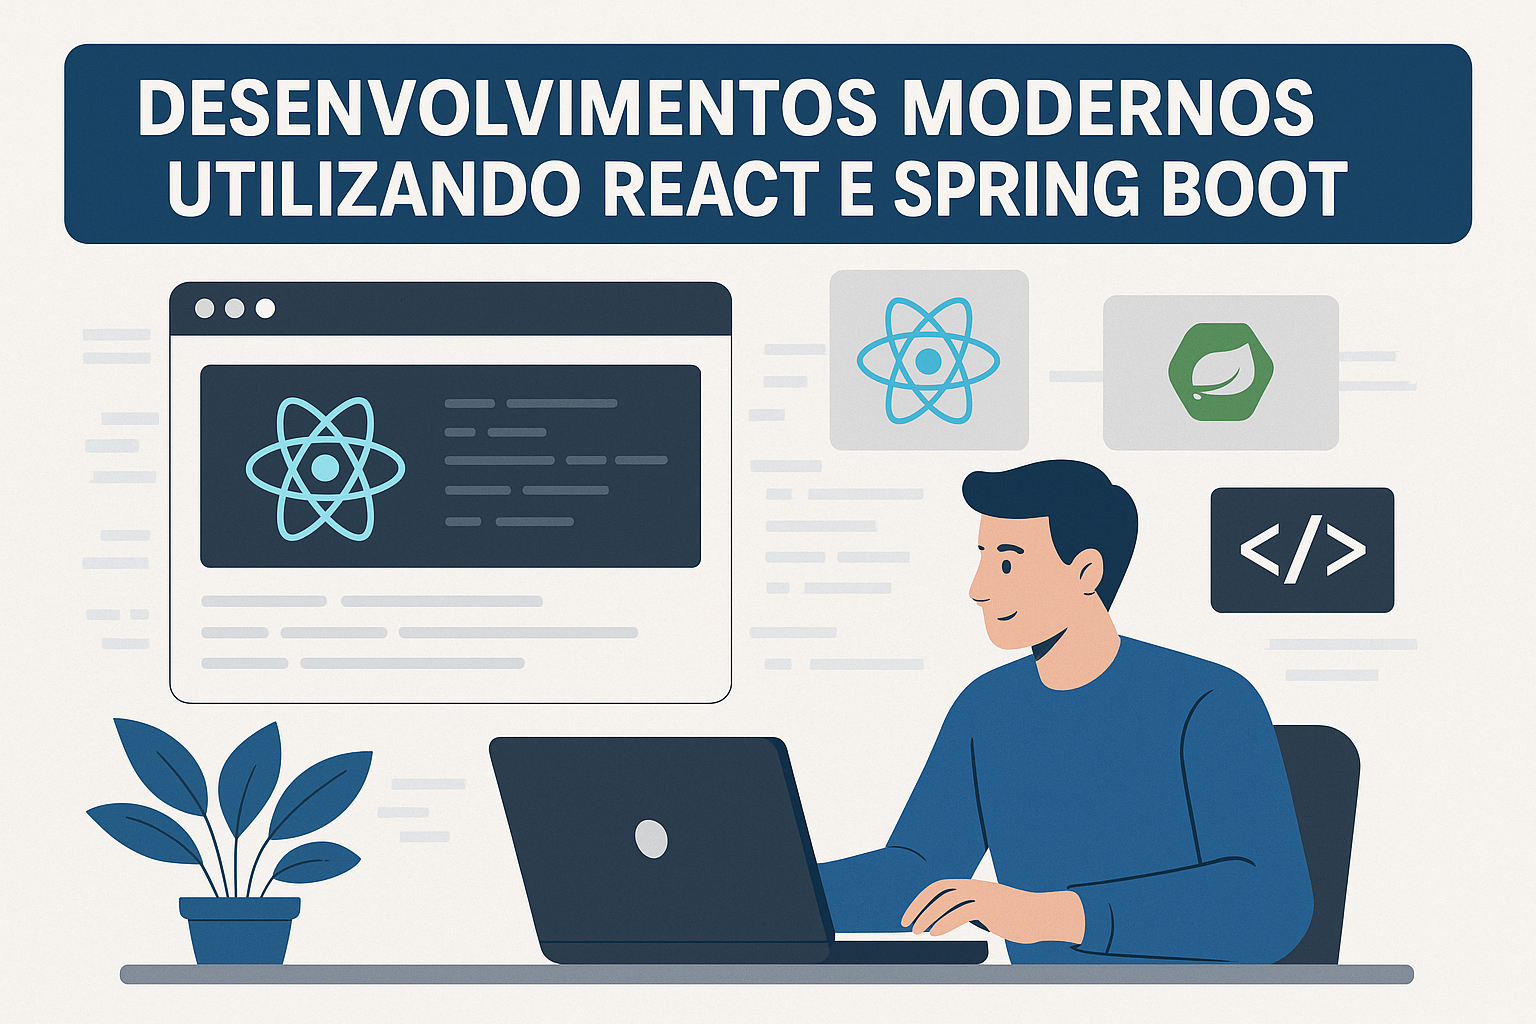 DESENVOLVIMENTOS MODERNOS
UTILIZANDO REACT E SPRING BOOT
</>